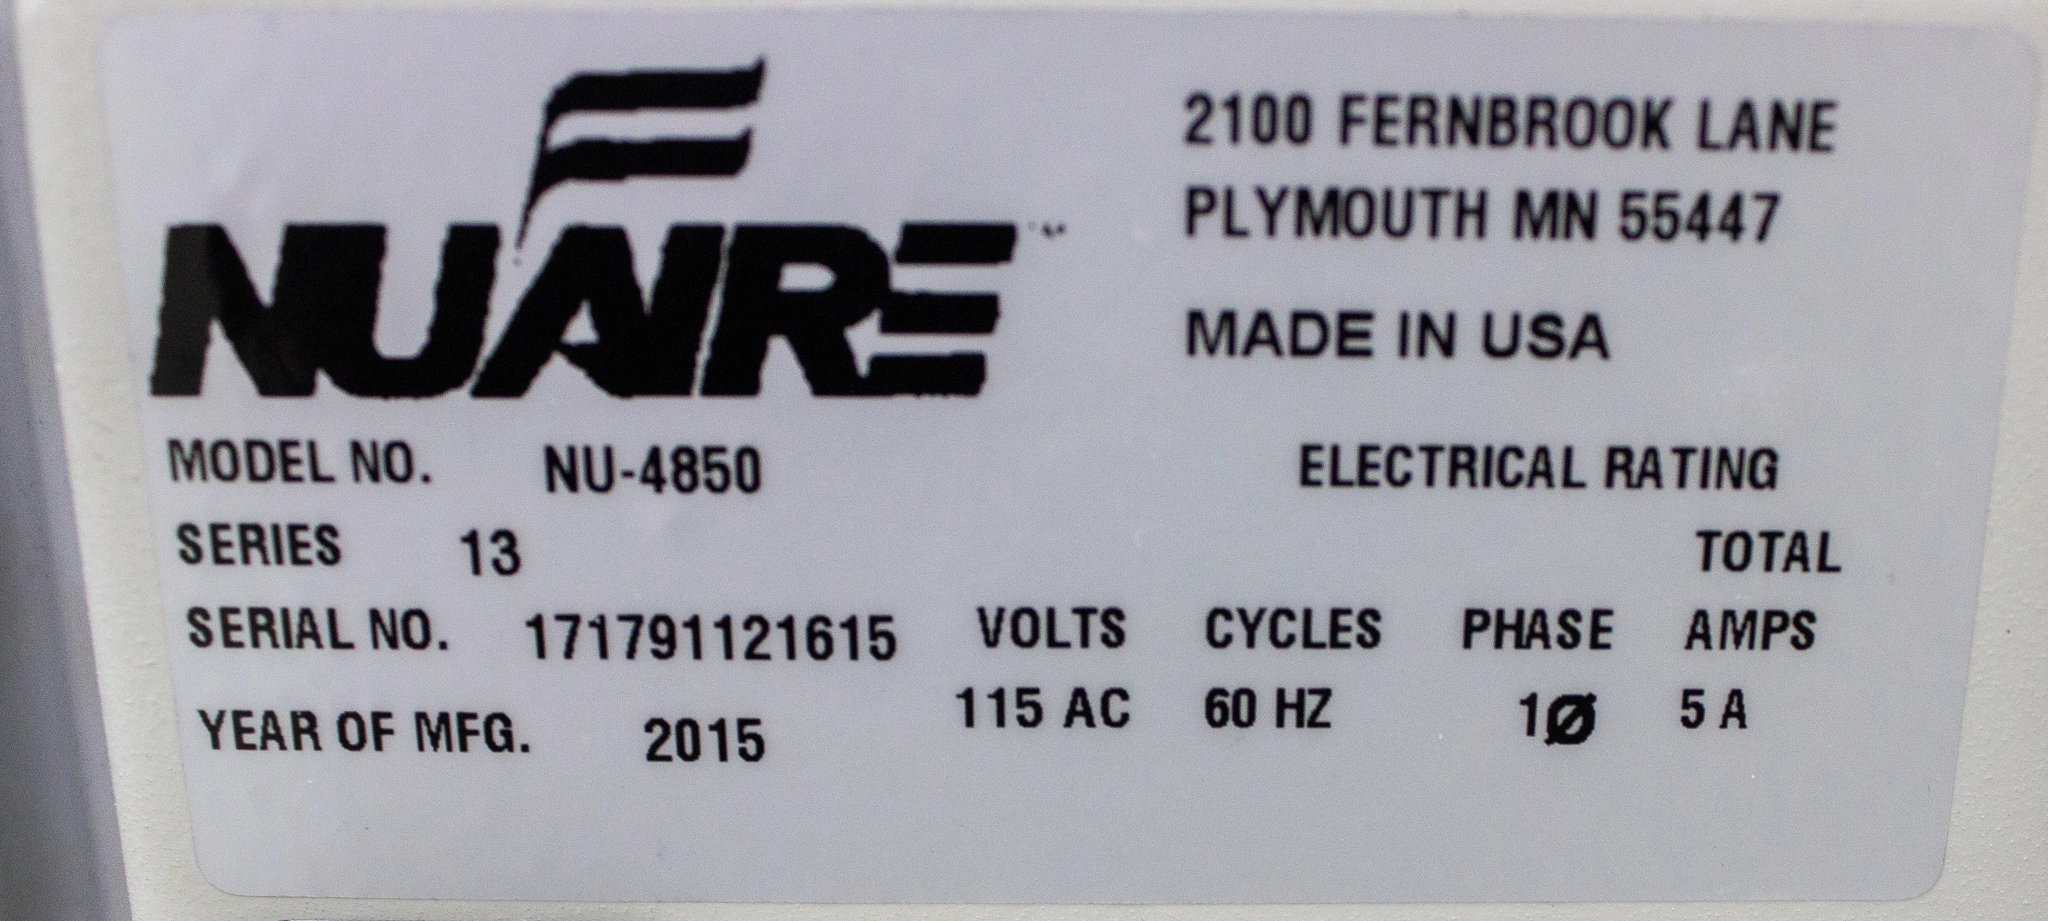 NUAIRE™
2100 FERNBROOK LANE
PLYMOUTH MN 55447
MADE IN USA
MODEL NO. NU-4850
SERIES 13
SERIAL NO. 171791121615
YEAR OF MFG. 2015
ELECTRICAL RATING
TOTAL
VOLTS CYCLES PHASE AMPS
115 AC 60 HZ 1Ø 5 A